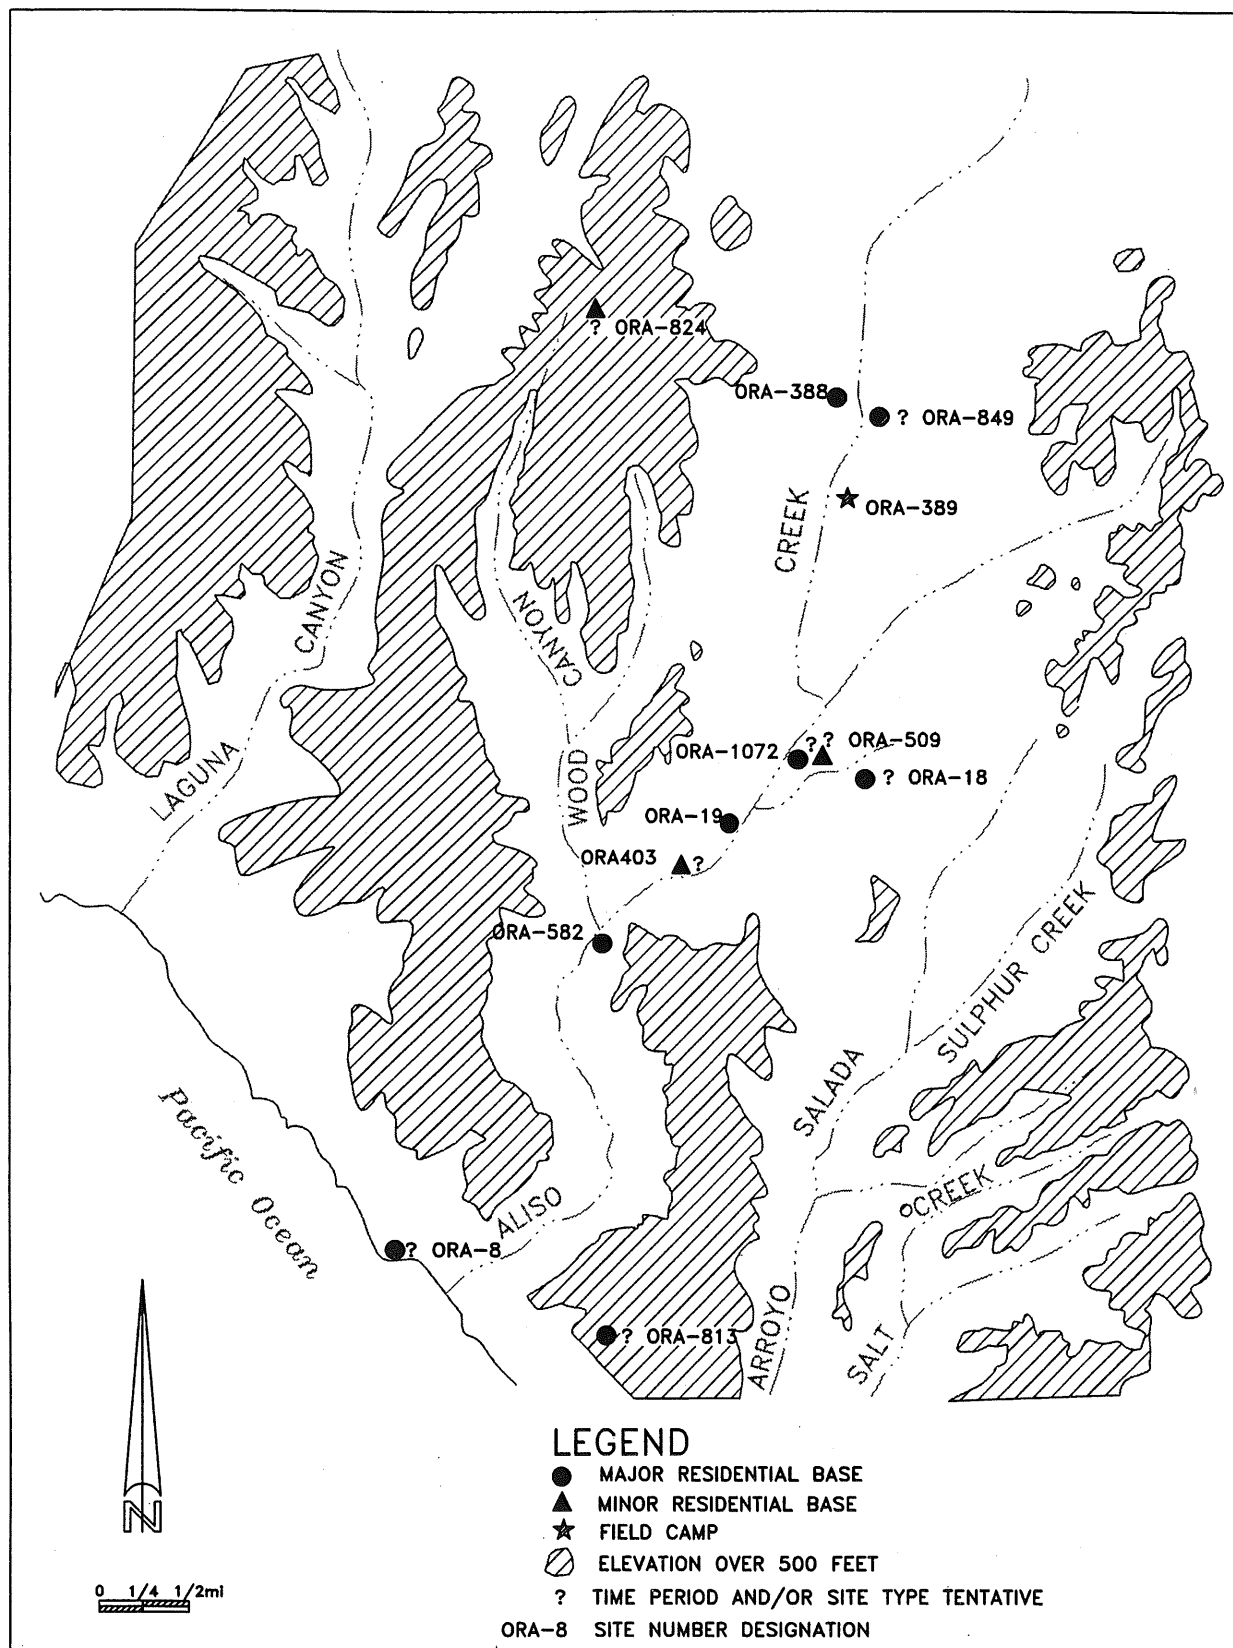 ? ORA-824
ORA-388
? ORA-849
ORA-389
CREEK
CANYON
CANYON
LAGUNA
WOOD
ORA-1072
? ? ORA-509
? ORA-18
ORA-19
ORA403
?
ORA-582
SULPHUR CREEK
SALADA
Pacific Ocean
ALISO
CREEK
? ORA-8
? ORA-813
ARROYO
SALT
N
LEGEND
MAJOR RESIDENTIAL BASE
MINOR RESIDENTIAL BASE
FIELD CAMP
ELEVATION OVER 500 FEET
? TIME PERIOD AND/OR SITE TYPE TENTATIVE
ORA-8 SITE NUMBER DESIGNATION
0 1/4 1/2mi